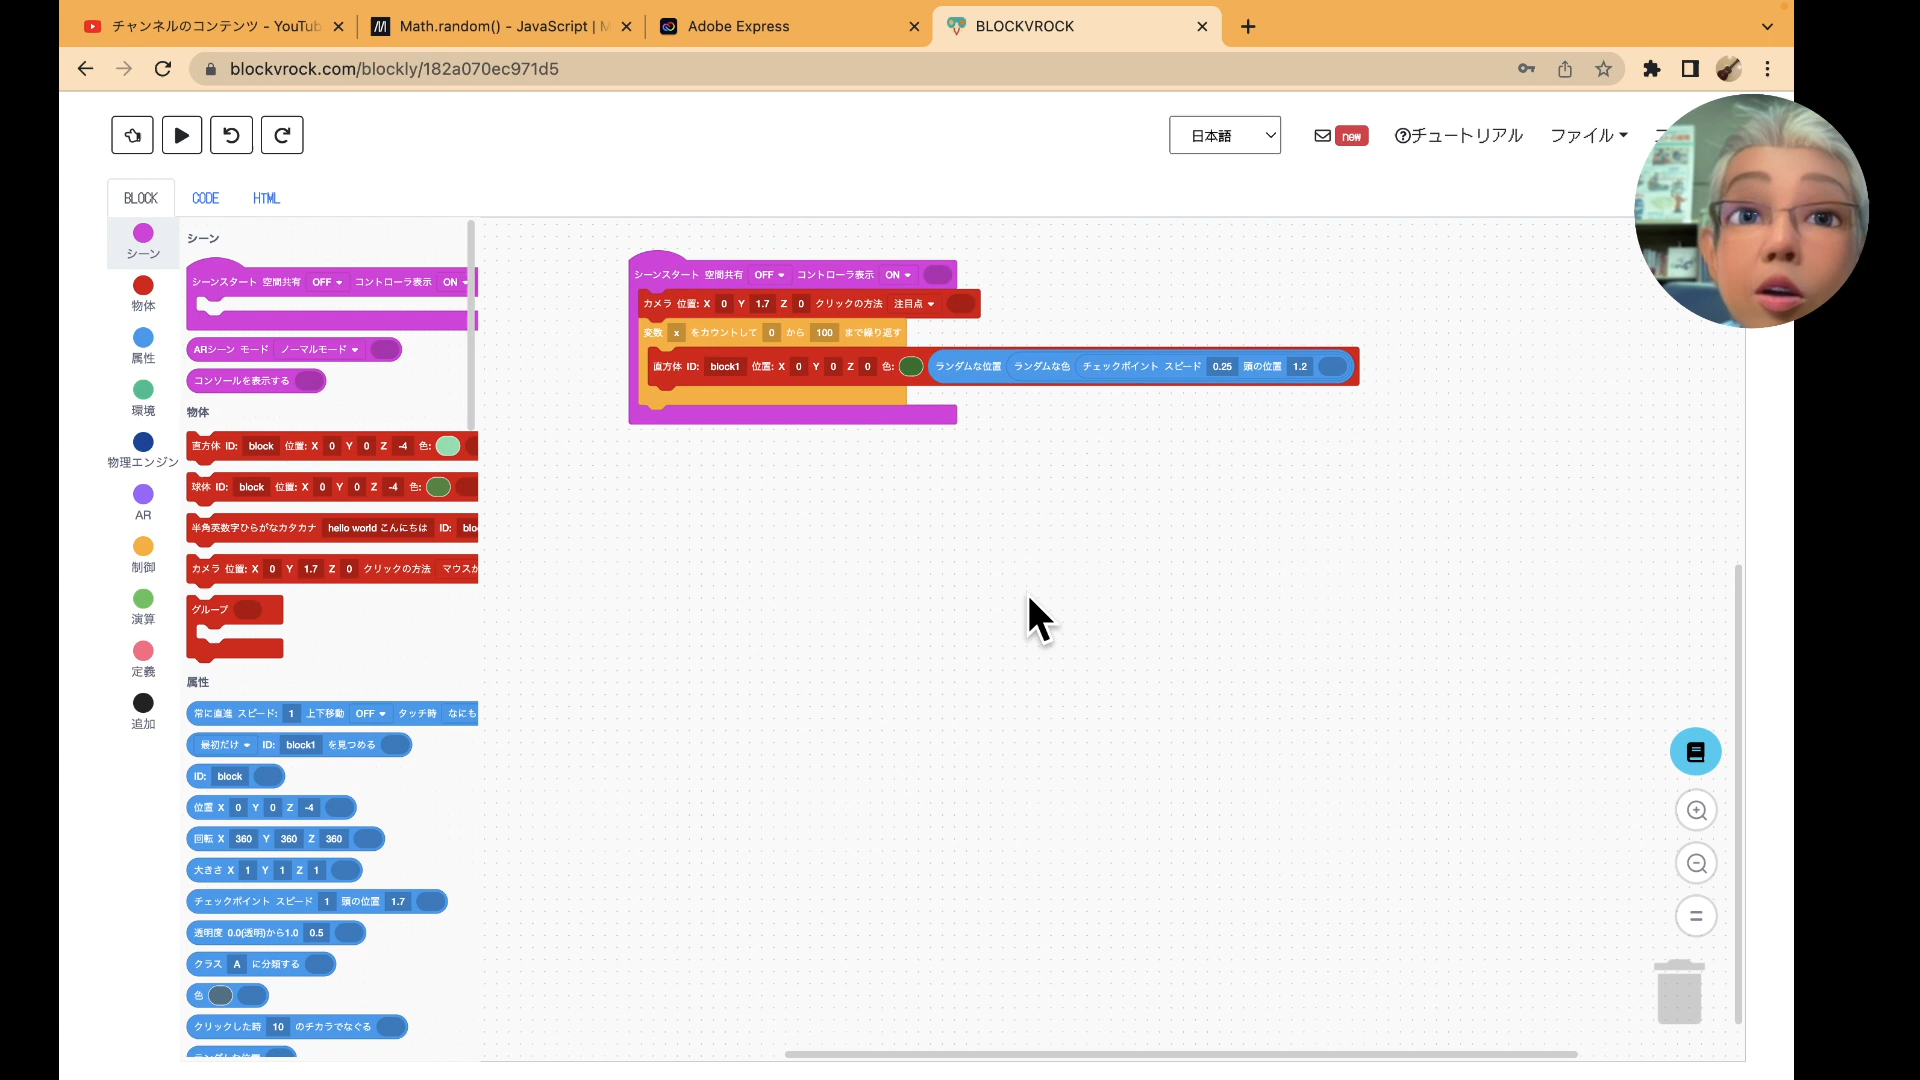 チャンネルのコンテンツ - YouTub
Math.random() - JavaScript | M
Adobe Express
BLOCKVROCK
blockvrock.com/blockly/182a070ec971d5
日本語
new
チュートリアル
ファイル
BLOCK
CODE
HTML
シーン
物体
属性
環境
物理エンジン
AR
制御
演算
定義
追加
シーン
シーンスタート 空間共有 OFF コントローラ表示 ON
ARシーン モード ノーマルモード
コンソールを表示する
物体
直方体 ID: block 位置: X 0 Y 0 Z -4 色:
球体 ID: block 位置: X 0 Y 0 Z -4 色:
半角英数字ひらがなカタカナ hello world こんにちは ID: blo
カメラ 位置: X 0 Y 1.7 Z 0 クリックの方法 マウスカ
グループ
属性
常に直進 スピード: 1 上下移動 OFF タッチ時 なにも
最初だけ ID: block1 を見つめる
ID: block
位置 X 0 Y 0 Z -4
回転 X 360 Y 360 Z 360
大きさ X 1 Y 1 Z 1
チェックポイント スピード 1 頭の位置 1.7
透明度 0.0(透明)から1.0 0.5
クラス A に分類する
色
クリックした時 10 のチカラでなぐる
シーンスタート 空間共有 OFF コントローラ表示 ON
カメラ 位置: X 0 Y 1.7 Z 0 クリックの方法 注目点
変数 x をカウントして 0 から 100 まで繰り返す
直方体 ID: block1 位置: X 0 Y 0 Z 0 色: ランダムな位置 ランダムな色 チェックポイント スピード 0.25 頭の位置 1.2